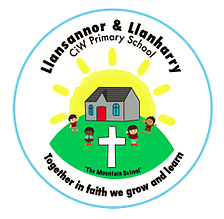 Llansannor & Llanharry
CiW Primary School
"The Mountain School"
Together in faith we grow and learn